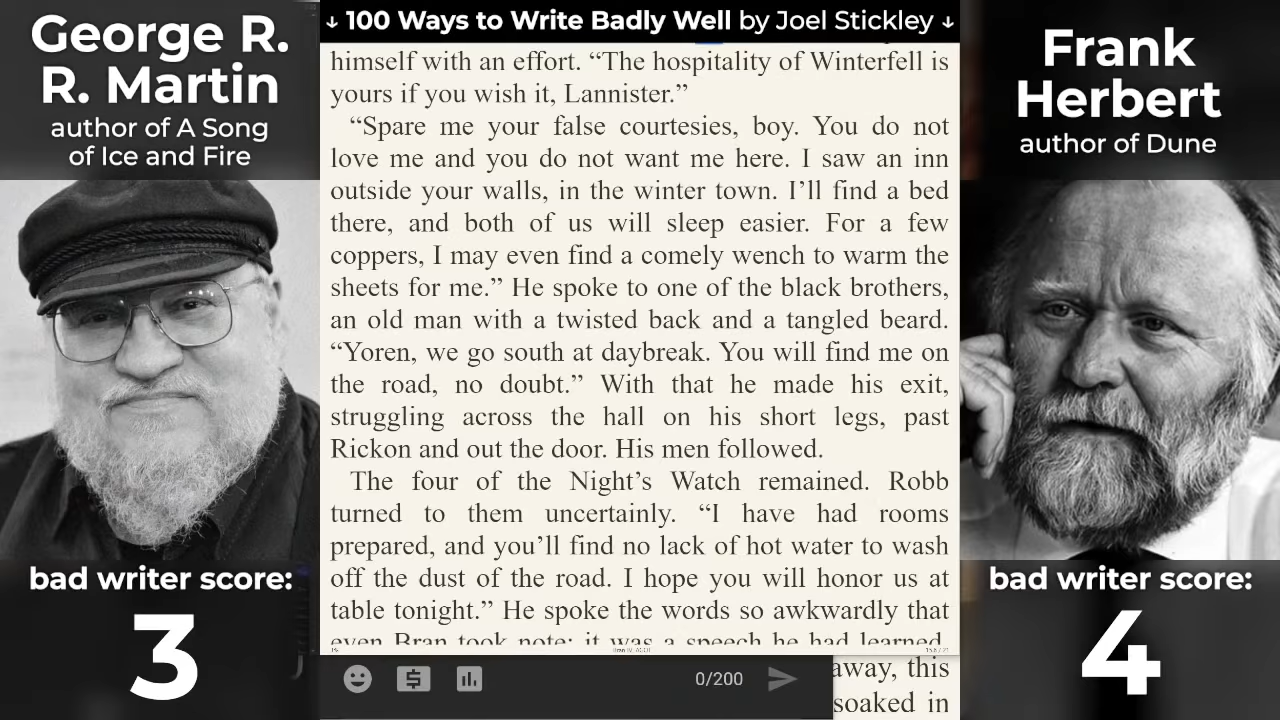 George R.
R. Martin
author of A Song
of Ice and Fire
bad writer score:
3
↓ 100 Ways to Write Badly Well by Joel Stickley ↓
himself with an effort. “The hospitality of Winterfell is
yours if you wish it, Lannister.”
“Spare me your false courtesies, boy. You do not
love me and you do not want me here. I saw an inn
outside your walls, in the winter town. I’ll find a bed
there, and both of us will sleep easier. For a few
coppers, I may even find a comely wench to warm the
sheets for me.” He spoke to one of the black brothers,
an old man with a twisted back and a tangled beard.
“Yoren, we go south at daybreak. You will find me on
the road, no doubt.” With that he made his exit,
struggling across the hall on his short legs, past
Rickon and out the door. His men followed.
The four of the Night’s Watch remained. Robb
turned to them uncertainly. “I have had rooms
prepared, and you’ll find no lack of hot water to wash
off the dust of the road. I hope you will honor us at
table tonight.” He spoke the words so awkwardly that
even Bran took note; it was a speech he had learned,
away, this
0/200
soaked in
Frank
Herbert
author of Dune
bad writer score:
4